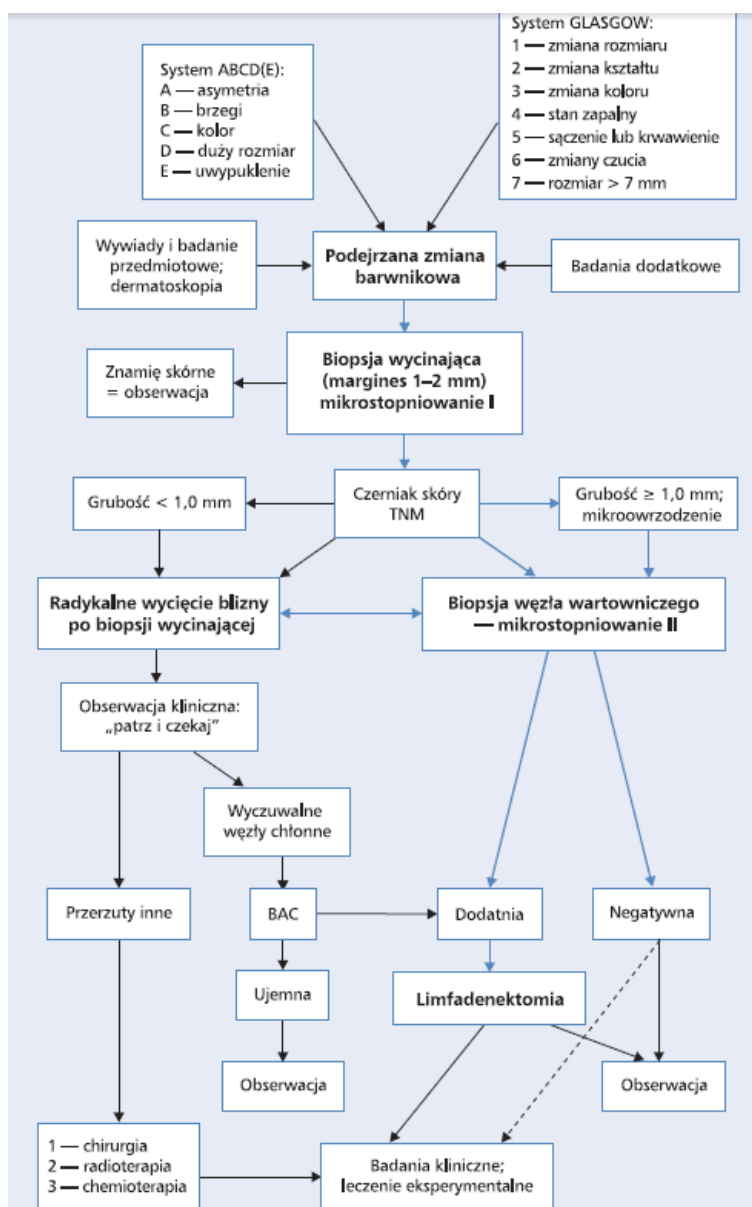 System GLASGOW:
1 — zmiana rozmiaru
2 — zmiana kształtu
3 — zmiana koloru
4 — stan zapalny
5 — sączenie lub krwawienie
6 — zmiany czucia
7 — rozmiar > 7 mm
System ABCD(E):
A — asymetria
B — brzegi
C — kolor
D — duży rozmiar
E — uwypuklenie
Wywiady i badanie
przedmiotowe;
dermatoskopia
Podejrzana zmiana
barwnikowa
Badania dodatkowe
Biopsja wycinająca
(margines 1–2 mm)
mikrostopniowanie I
Znamię skórne
= obserwacja
Grubość < 1,0 mm
Czerniak skóry
TNM
Grubość ≥ 1,0 mm;
mikroowrzodzenie
Radykalne wycięcie blizny
po biopsji wycinającej
Biopsja węzła wartowniczego
— mikrostopniowanie II
Obserwacja kliniczna:
„patrz i czekaj”
Wyczuwalne
węzły chłonne
Przerzuty inne
BAC
Dodatnia
Negatywna
Ujemna
Limfadenektomia
Obserwacja
Obserwacja
1 — chirurgia
2 — radioterapia
3 — chemioterapia
Badania kliniczne;
leczenie eksperymentalne